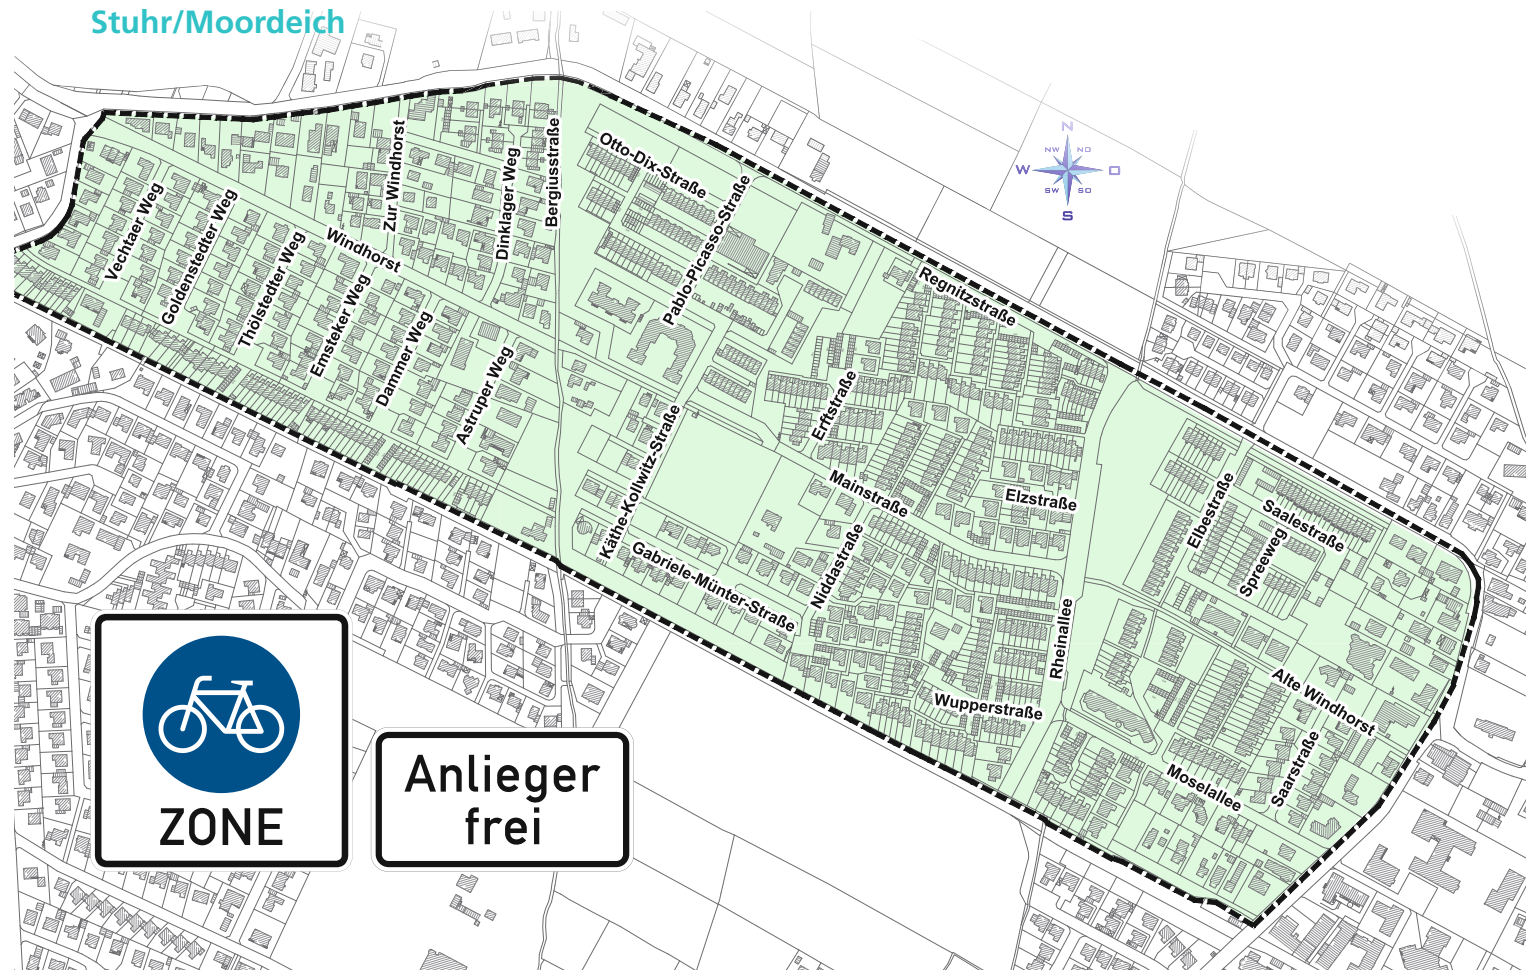 Stuhr/Moordeich
N
NW NO
W O
SW SO
S
Vechtaer Weg
Goldenstedter Weg
Thölstedter Weg
Emsteker Weg
Dammer Weg
Astruper Weg
Windhorst
Zur Windhorst
Dinklager Weg
Bergiusstraße
Otto-Dix-Straße
Pablo-Picasso-Straße
Käthe-Kollwitz-Straße
Gabriele-Münter-Straße
Regnitzstraße
Erftstraße
Mainstraße
Niddastraße
Elzstraße
Rheinallee
Wupperstraße
Elbestraße
Saalestraße
Spreeweg
Alte Windhorst
Saarstraße
Moselallee
ZONE
Anlieger
frei